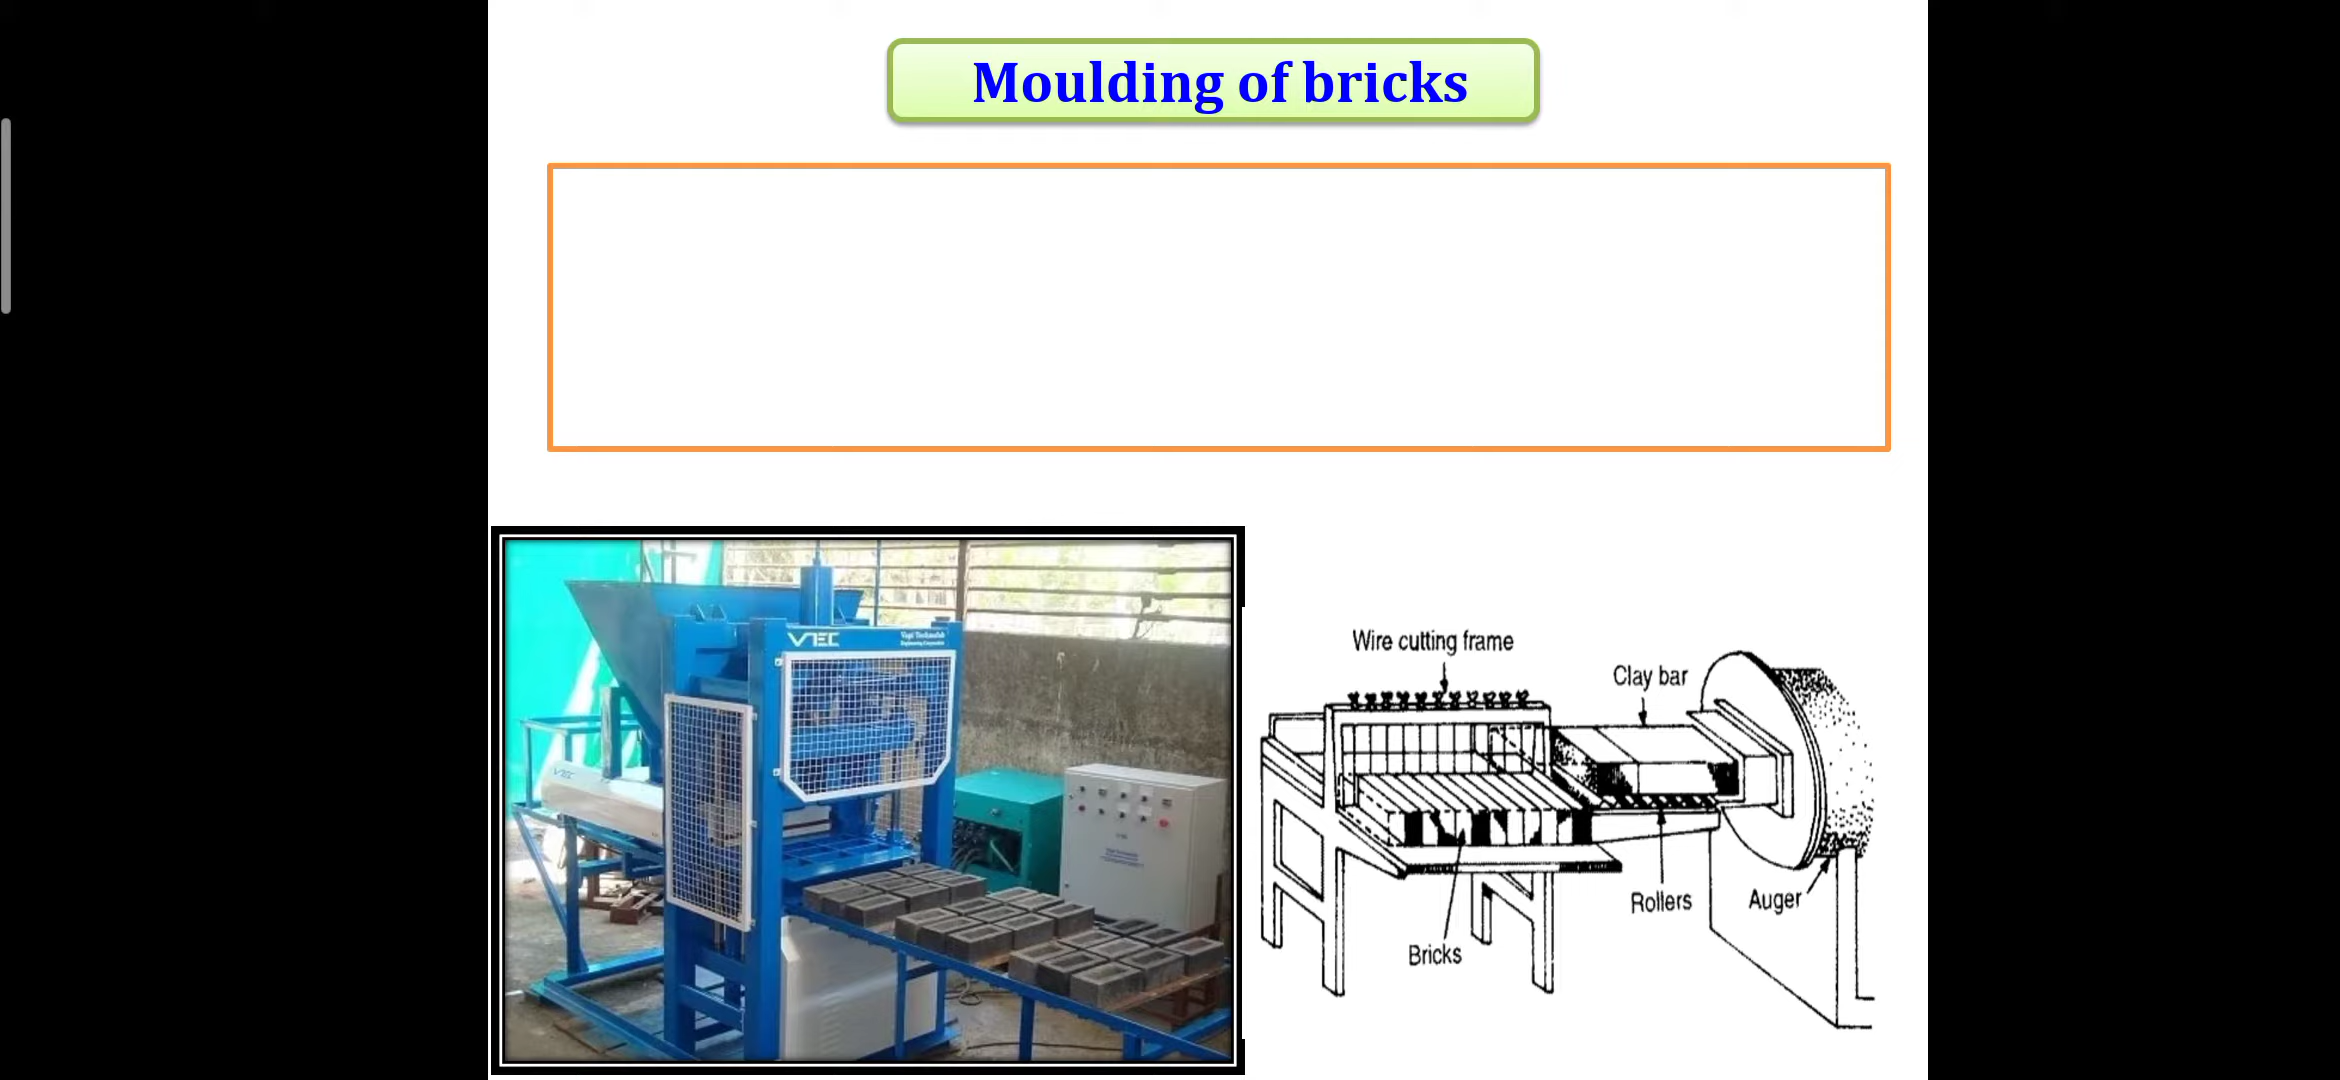 Moulding of bricks
VTEC
Wire cutting frame
Clay bar
Rollers
Auger
Bricks